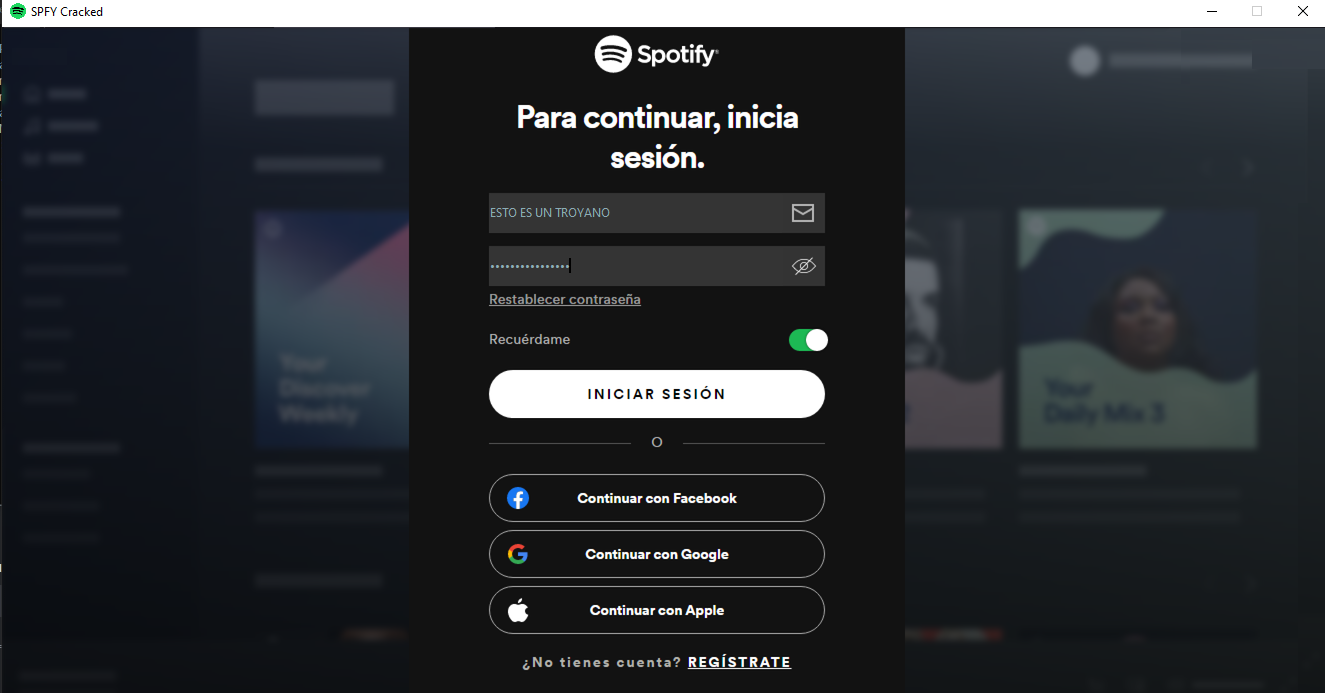 SPFY Cracked
Spotify®
Para continuar, inicia
sesión.
ESTO ES UN TROYANO
Restablecer contraseña
Recuérdame
INICIAR SESIÓN
O
Continuar con Facebook
Continuar con Google
Continuar con Apple
¿No tienes cuenta? REGÍSTRATE
Your
Discover
Weekly
Your
Daily Mix 3